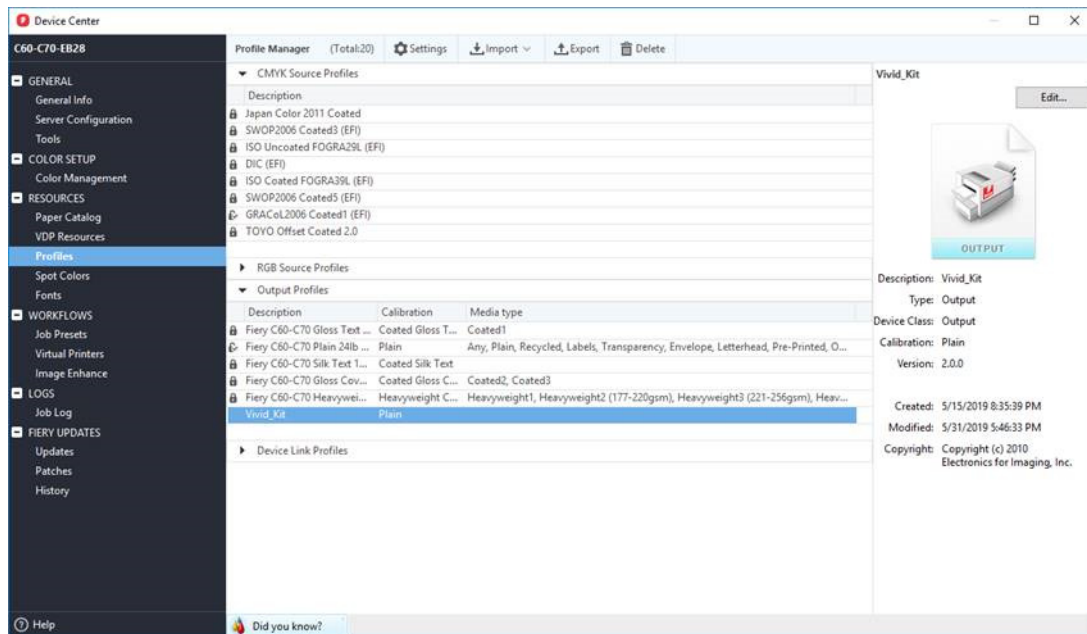 Device Center
C60-C70-EB28
Profile Manager (Total:20) Settings Import Export Delete
GENERAL
General Info
Server Configuration
Tools
COLOR SETUP
Color Management
RESOURCES
Paper Catalog
VDP Resources
Profiles
Spot Colors
Fonts
WORKFLOWS
Job Presets
Virtual Printers
Image Enhance
LOGS
Job Log
FIERY UPDATES
Updates
Patches
History
Help
CMYK Source Profiles
Description
Japan Color 2011 Coated
SWOP2006 Coated3 (EFI)
ISO Uncoated FOGRA29L (EFI)
DIC (EFI)
ISO Coated FOGRA39L (EFI)
SWOP2006 Coated5 (EFI)
GRACoL2006 Coated1 (EFI)
TOYO Offset Coated 2.0
RGB Source Profiles
Output Profiles
Description Calibration Media type
Fiery C60-C70 Gloss Text ... Coated Gloss T... Coated1
Fiery C60-C70 Plain 24lb ... Plain Any, Plain, Recycled, Labels, Transparency, Envelope, Letterhead, Pre-Printed, O...
Fiery C60-C70 Silk Text 1... Coated Silk Text
Fiery C60-C70 Gloss Cov... Coated Gloss C... Coated2, Coated3
Fiery C60-C70 Heavywei... Heavyweight C... Heavyweight1, Heavyweight2 (177-220gsm), Heavyweight3 (221-256gsm), Heav...
Vivid_Kit Plain
Device Link Profiles
Did you know?
Vivid_Kit
Edit...
OUTPUT
Description: Vivid_Kit
Type: Output
Device Class: Output
Calibration: Plain
Version: 2.0.0
Created: 5/15/2019 8:35:39 PM
Modified: 5/31/2019 5:46:33 PM
Copyright: Copyright (c) 2010
Electronics for Imaging, Inc.